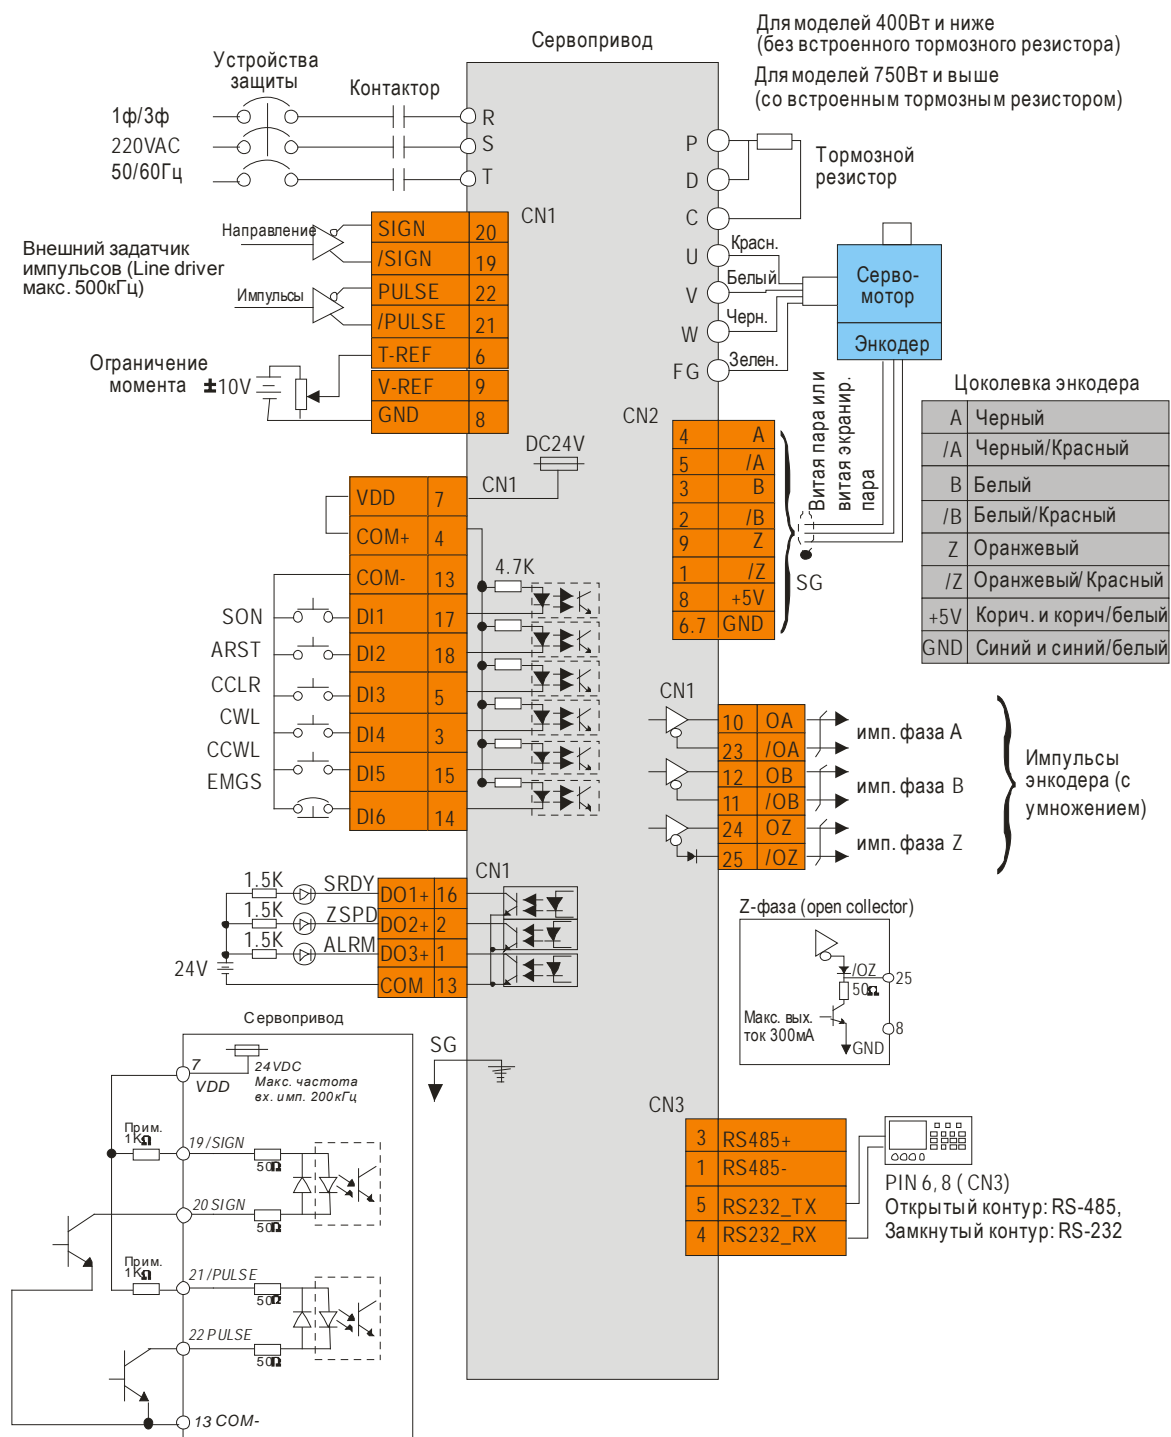 Для моделей 400Вт и ниже
(без встроенного тормозного резистора)
Для моделей 750Вт и выше
(со встроенным тормозным резистором)
Сервопривод
Устройства
защиты
Контактор
1ф/3ф
220VAC
50/60Гц
R
S
T
P
D
C
Тормозной
резистор
CN1
Направление
Внешний задатчик
импульсов (Line driver
макс. 500кГц)
Импульсы
SIGN 20
/SIGN 19
PULSE 22
/PULSE 21
T-REF 6
V-REF 9
GND 8
Ограничение
момента ±10V
U Красн.
V Белый
W Черн.
FG Зелен.
Серво-
мотор
Энкодер
Цоколевка энкодера
A Черный
/A Черный/Красный
B Белый
/B Белый/Красный
Z Оранжевый
/Z Оранжевый/Красный
+5V Корич. и корич/белый
GND Синий и синий/белый
CN2
4 A
5 /A
3 B
2 /B
9 Z
1 /Z
8 +5V
6.7 GND
Витая пара или
витая экранир.
пара
SG
DC24V
CN1
VDD 7
COM+ 4
COM- 13
DI1 17
DI2 18
DI3 5
DI4 3
DI5 15
DI6 14
4.7K
SON
ARST
CCLR
CWL
CCWL
EMGS
CN1
10 OA
23 /OA
12 OB
11 /OB
24 OZ
25 /OZ
имп. фаза A
имп. фаза B
имп. фаза Z
Импульсы
энкодера (с
умножением)
CN1
1.5K SRDY DO1+ 16
1.5K ZSPD DO2+ 2
1.5K ALRM DO3+ 1
24V COM 13
Z-фаза (open collector)
/OZ
25
50Ω
Макс. вых.
ток 300мА
8
GND
Сервопривод
SG
7
VDD
24VDC
Макс. частота
вх. имп. 200кГц
Прим.
1KΩ
19/SIGN
50Ω
20 SIGN
50Ω
Прим.
1KΩ
21/PULSE
50Ω
22 PULSE
50Ω
13 COM-
CN3
3 RS485+
1 RS485-
5 RS232_TX
4 RS232_RX
PIN 6, 8 ( CN3)
Открытый контур: RS-485,
Замкнутый контур: RS-232